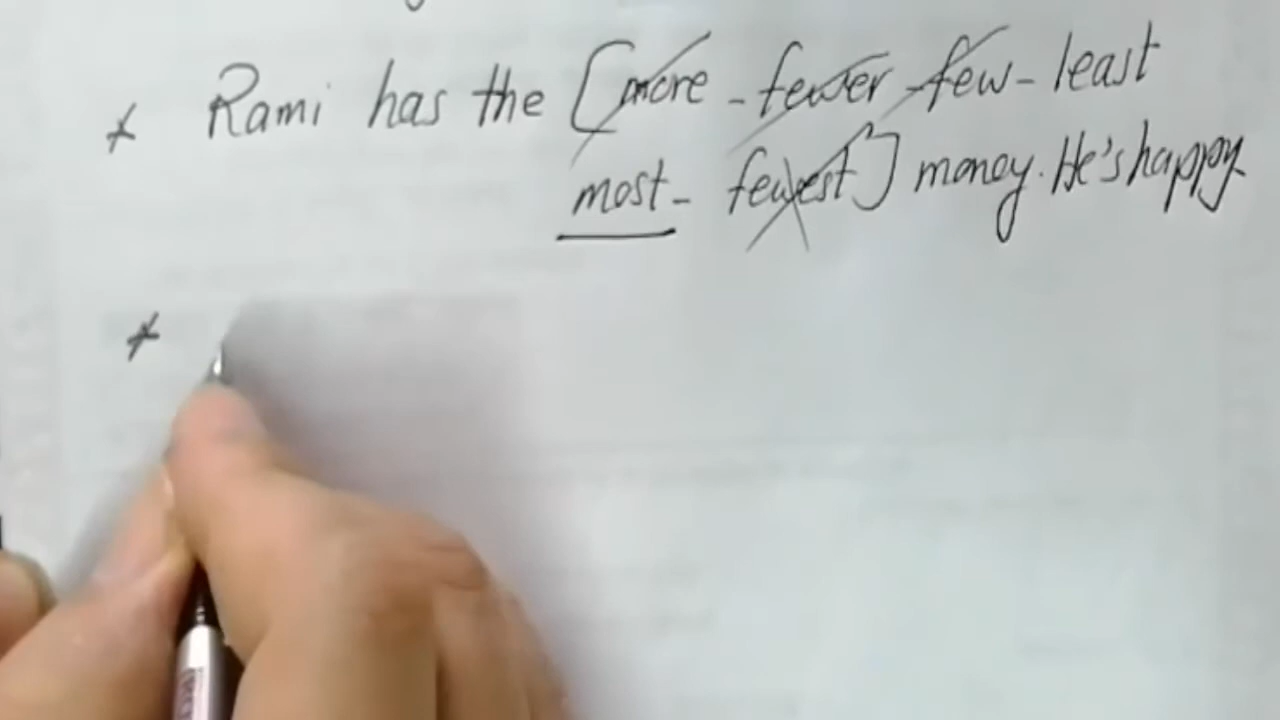 * Rami has the [more - fewer - few - least
most - fewest] money. He's happy.
*